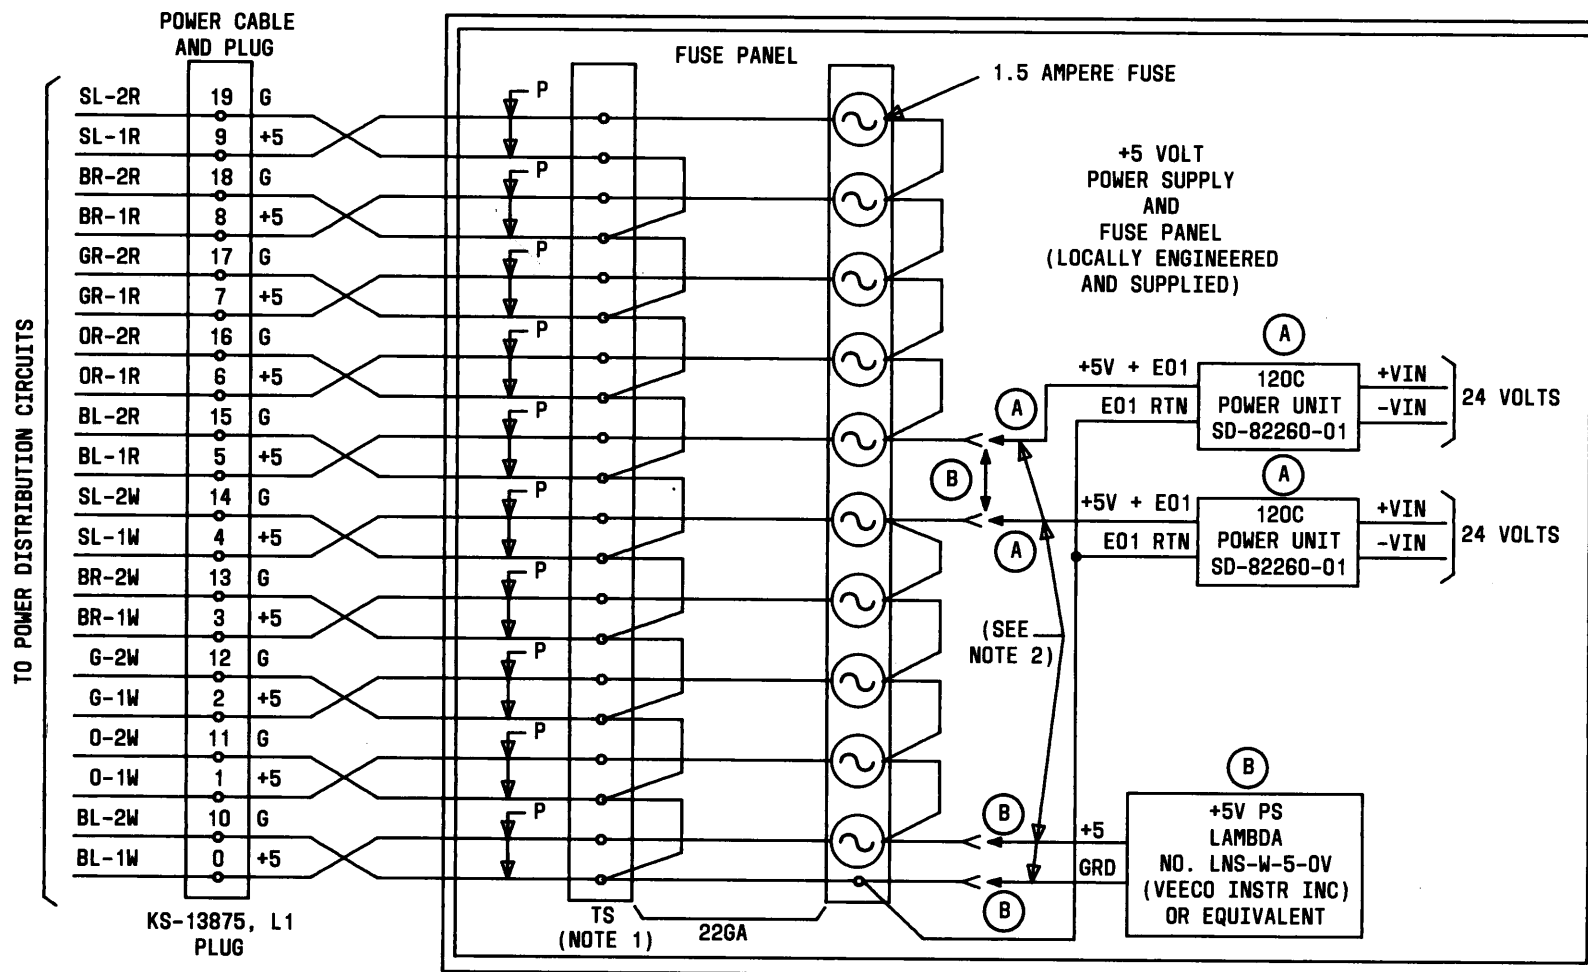 POWER CABLE
AND PLUG
FUSE PANEL
1.5 AMPERE FUSE
TO POWER DISTRIBUTION CIRCUITS
SL-2R 19 G P
SL-1R 9 +5
BR-2R 18 G P
BR-1R 8 +5
GR-2R 17 G P
GR-1R 7 +5
OR-2R 16 G P
OR-1R 6 +5
BL-2R 15 G P
BL-1R 5 +5
SL-2W 14 G P
SL-1W 4 +5
BR-2W 13 G P
BR-1W 3 +5
G-2W 12 G P
G-1W 2 +5
O-2W 11 G P
O-1W 1 +5
BL-2W 10 G P
BL-1W 0 +5
KS-13875, L1
PLUG
TS
(NOTE 1)
22GA
+5 VOLT
POWER SUPPLY
AND
FUSE PANEL
(LOCALLY ENGINEERED
AND SUPPLIED)
A
+5V + E01
E01 RTN
120C
POWER UNIT
SD-82260-01
+VIN
-VIN
24 VOLTS
A
B
A
+5V + E01
E01 RTN
120C
POWER UNIT
SD-82260-01
+VIN
-VIN
24 VOLTS
A
(SEE
NOTE 2)
B
B
+5
GRD
B
+5V PS
LAMBDA
NO. LNS-W-5-OV
(VEECO INSTR INC)
OR EQUIVALENT